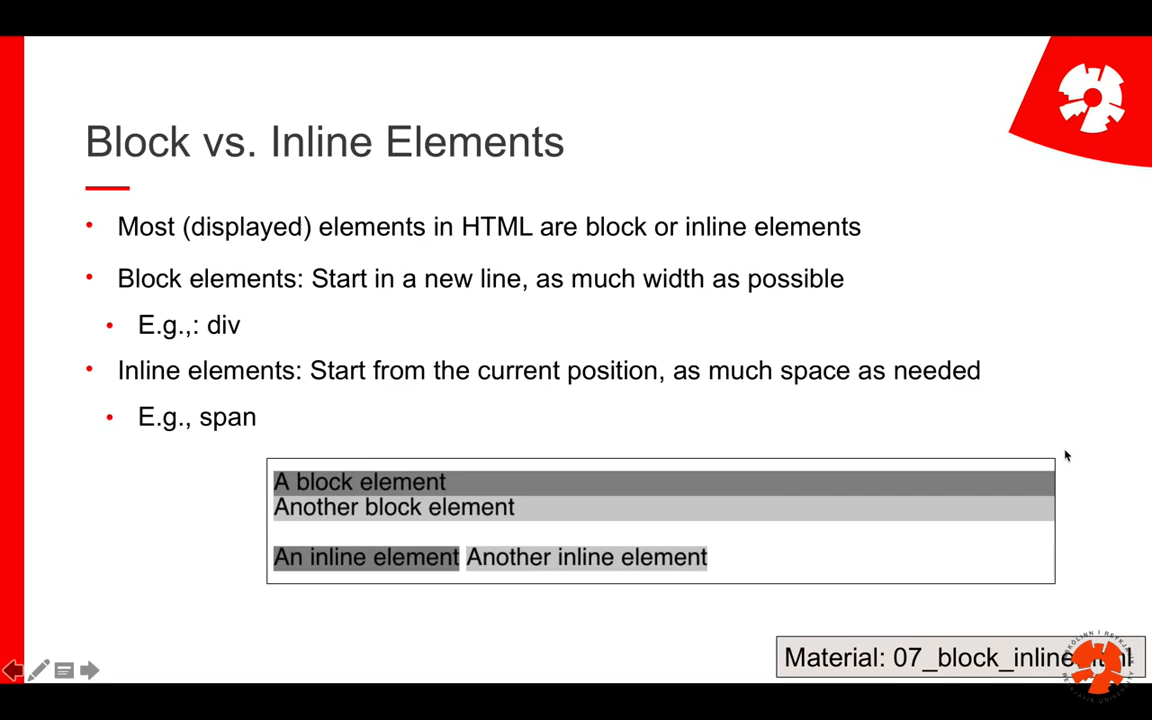 Block vs. Inline Elements
• Most (displayed) elements in HTML are block or inline elements
• Block elements: Start in a new line, as much width as possible
• E.g.,: div
• Inline elements: Start from the current position, as much space as needed
• E.g., span
A block element
Another block element
An inline element Another inline element
Material: 07_block_inline